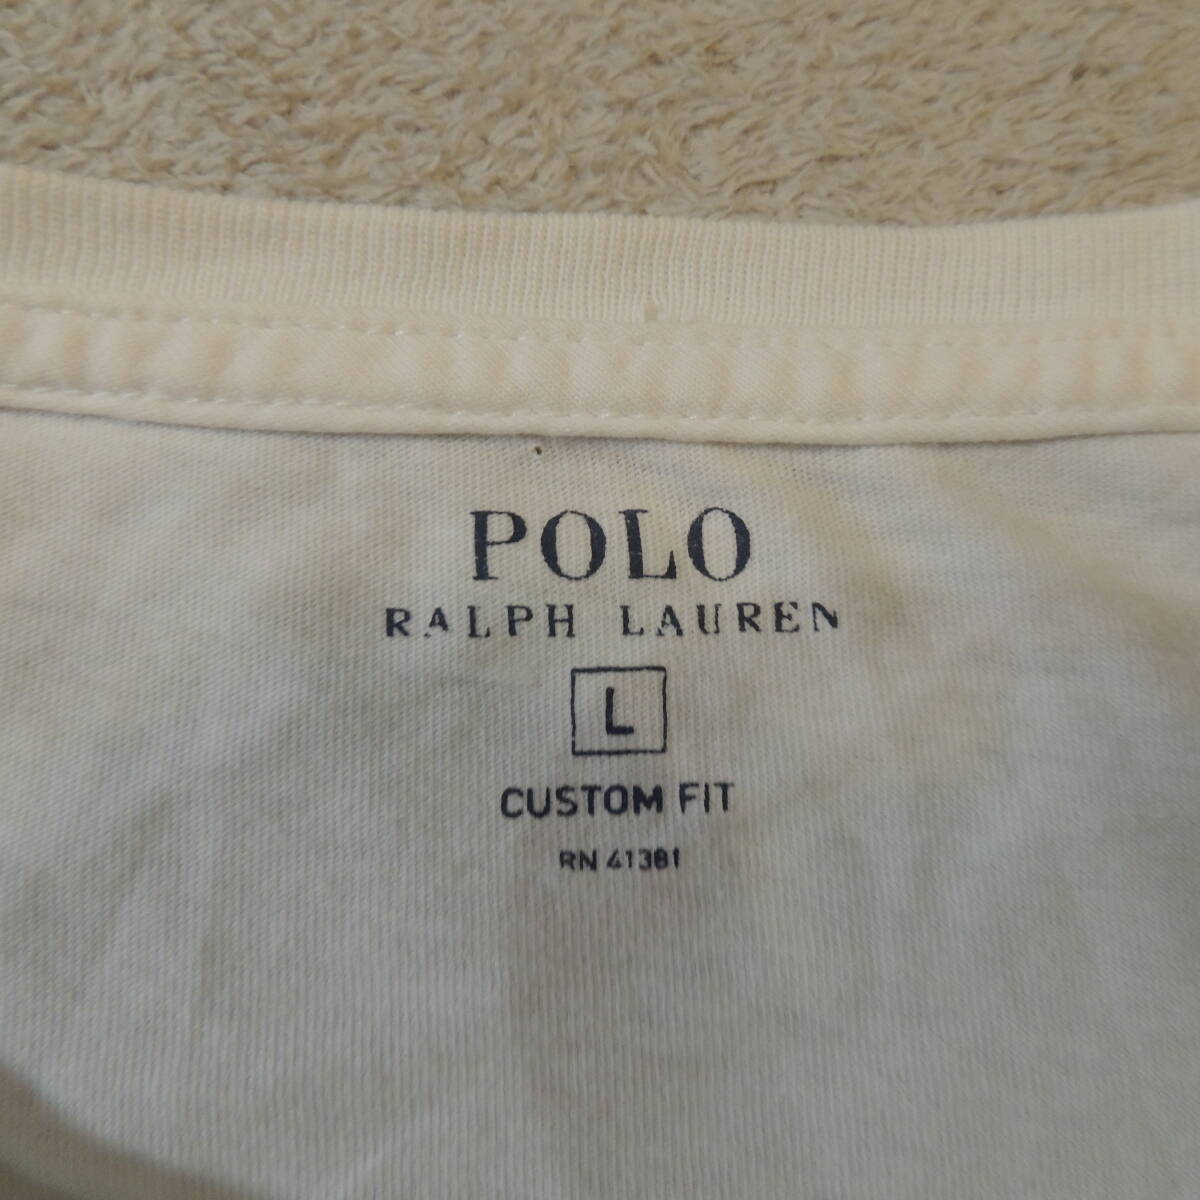 POLO
RALPH LAUREN
L
CUSTOM FIT
RN 41381